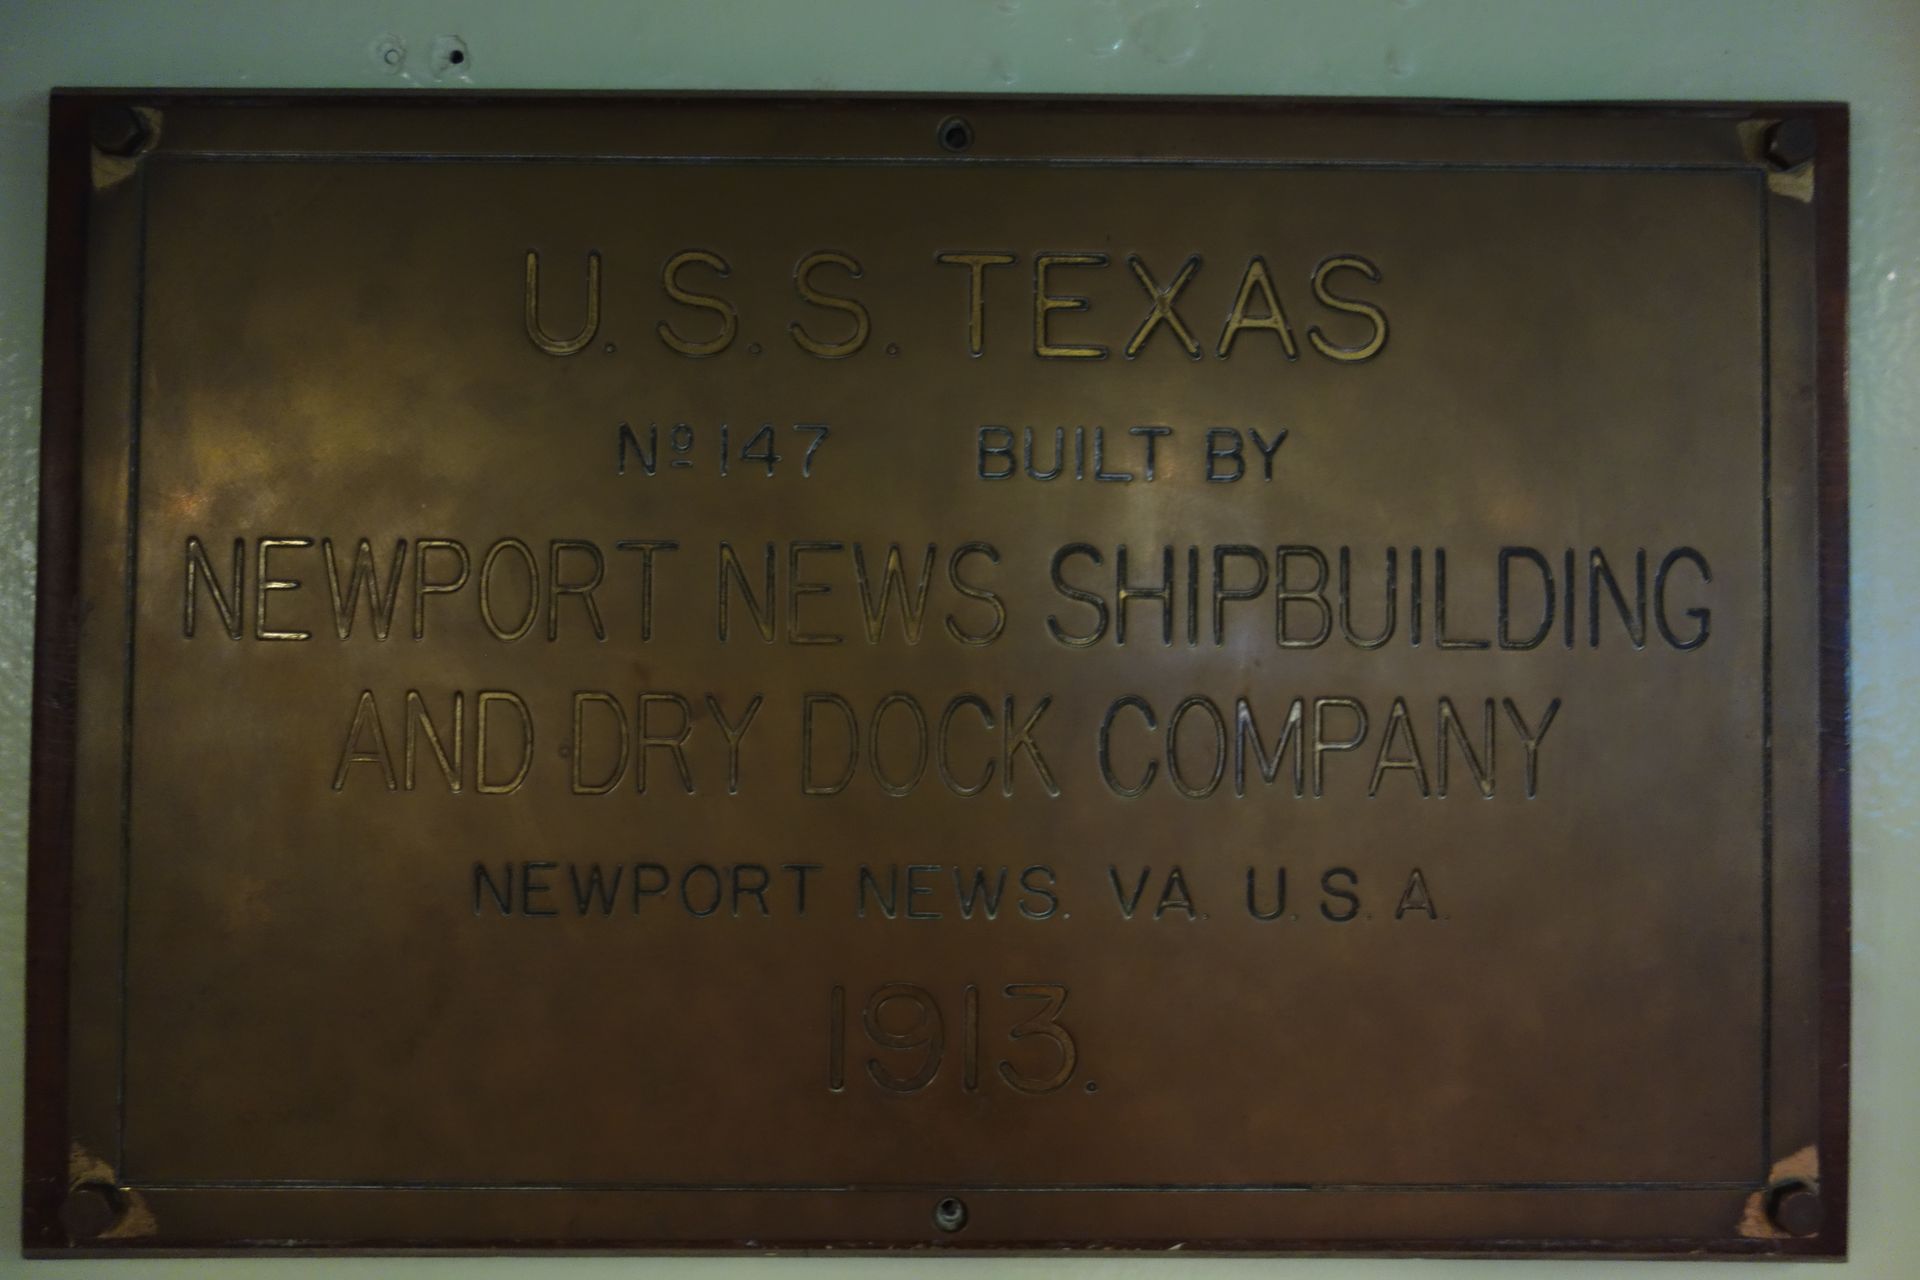 U.S.S. TEXAS
Nº 147 BUILT BY
NEWPORT NEWS SHIPBUILDING
AND DRY DOCK COMPANY
NEWPORT NEWS. VA. U.S.A.
1913.